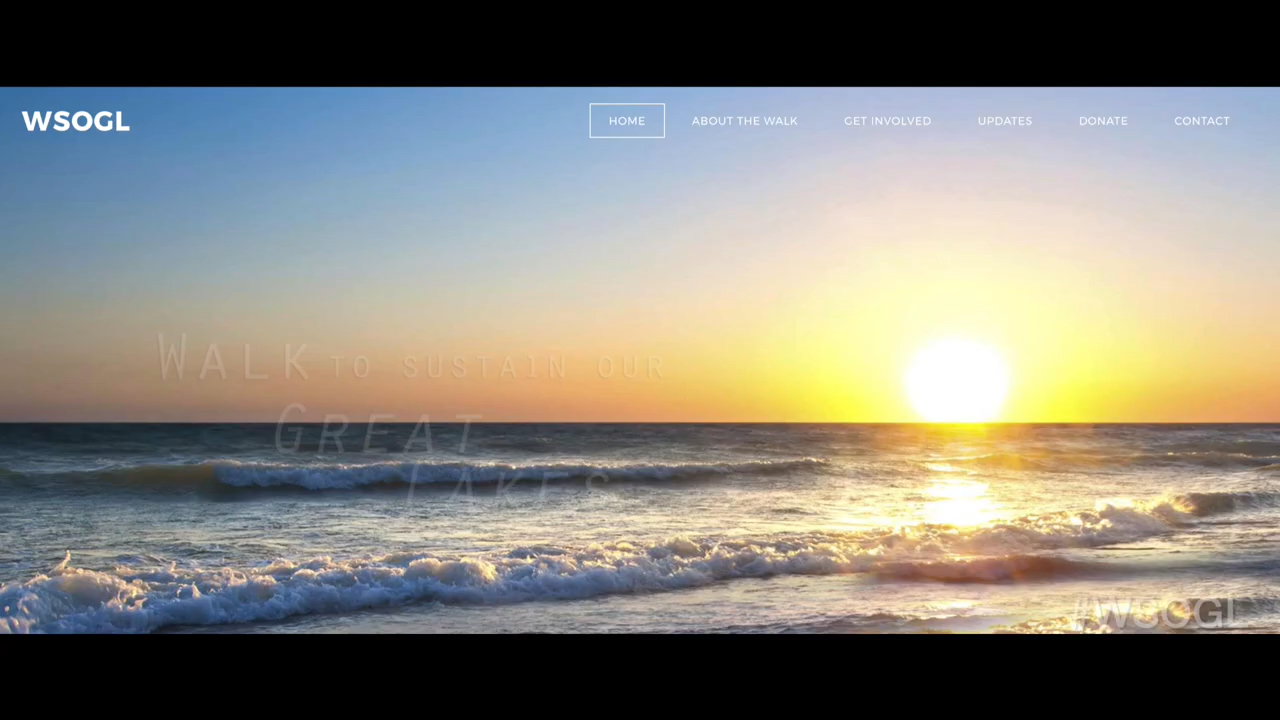 WSOGL
HOME ABOUT THE WALK GET INVOLVED UPDATES DONATE CONTACT
WALK TO SUSTAIN OUR
GREAT
LAKES
#WSOGL